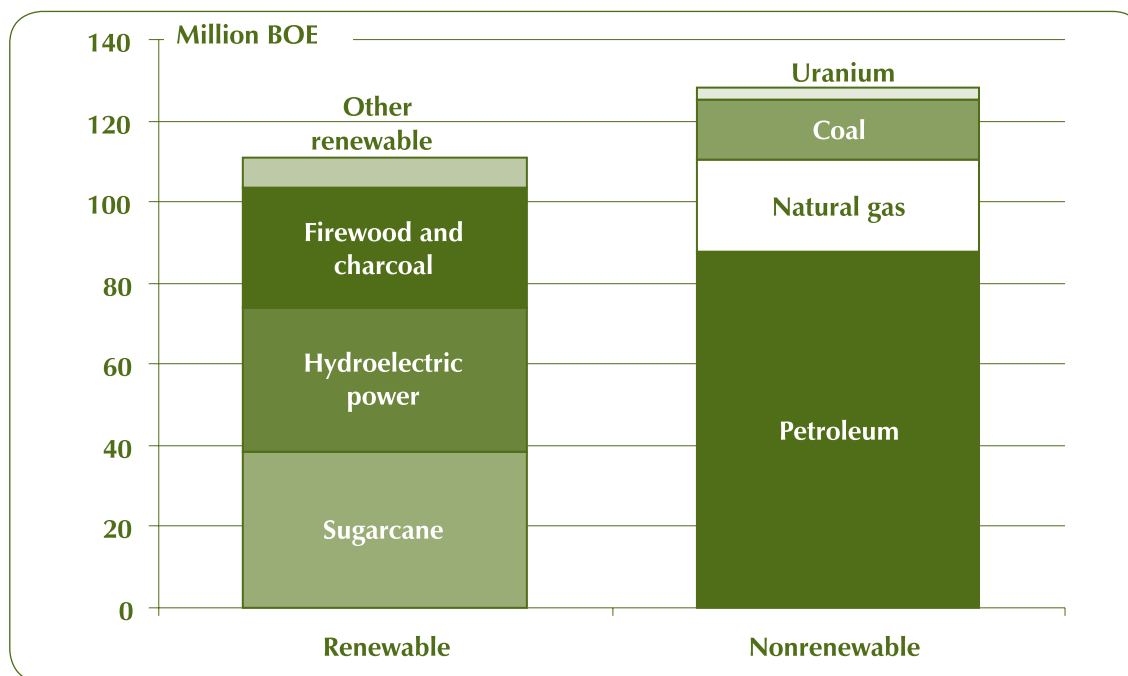 Million BOE
140
120
100
80
60
40
20
0
Other
renewable
Firewood and
charcoal
Hydroelectric
power
Sugarcane
Uranium
Coal
Natural gas
Petroleum
Renewable
Nonrenewable